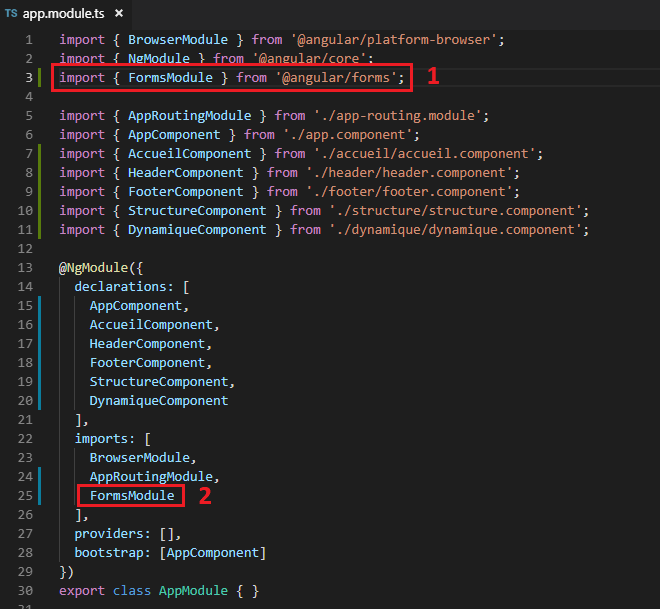 TS app.module.ts ×
1 import { BrowserModule } from '@angular/platform-browser';
2 import { NgModule } from '@angular/core';
3 import { FormsModule } from '@angular/forms'; 1
4
5 import { AppRoutingModule } from './app-routing.module';
6 import { AppComponent } from './app.component';
7 import { AccueilComponent } from './accueil/accueil.component';
8 import { HeaderComponent } from './header/header.component';
9 import { FooterComponent } from './footer/footer.component';
10 import { StructureComponent } from './structure/structure.component';
11 import { DynamiqueComponent } from './dynamique/dynamique.component';
12
13 @NgModule({
14 declarations: [
15 AppComponent,
16 AccueilComponent,
17 HeaderComponent,
18 FooterComponent,
19 StructureComponent,
20 DynamiqueComponent
21 ],
22 imports: [
23 BrowserModule,
24 AppRoutingModule,
25 FormsModule 2
26 ],
27 providers: [],
28 bootstrap: [AppComponent]
29 })
30 export class AppModule { }
31